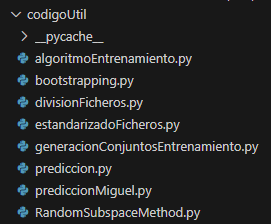 codigoUtil
__pycache__
algoritmoEntrenamiento.py
bootstrapping.py
divisionFicheros.py
estandarizadoFicheros.py
generacionConjuntosEntrenamiento.py
prediccion.py
prediccionMiguel.py
RandomSubspaceMethod.py